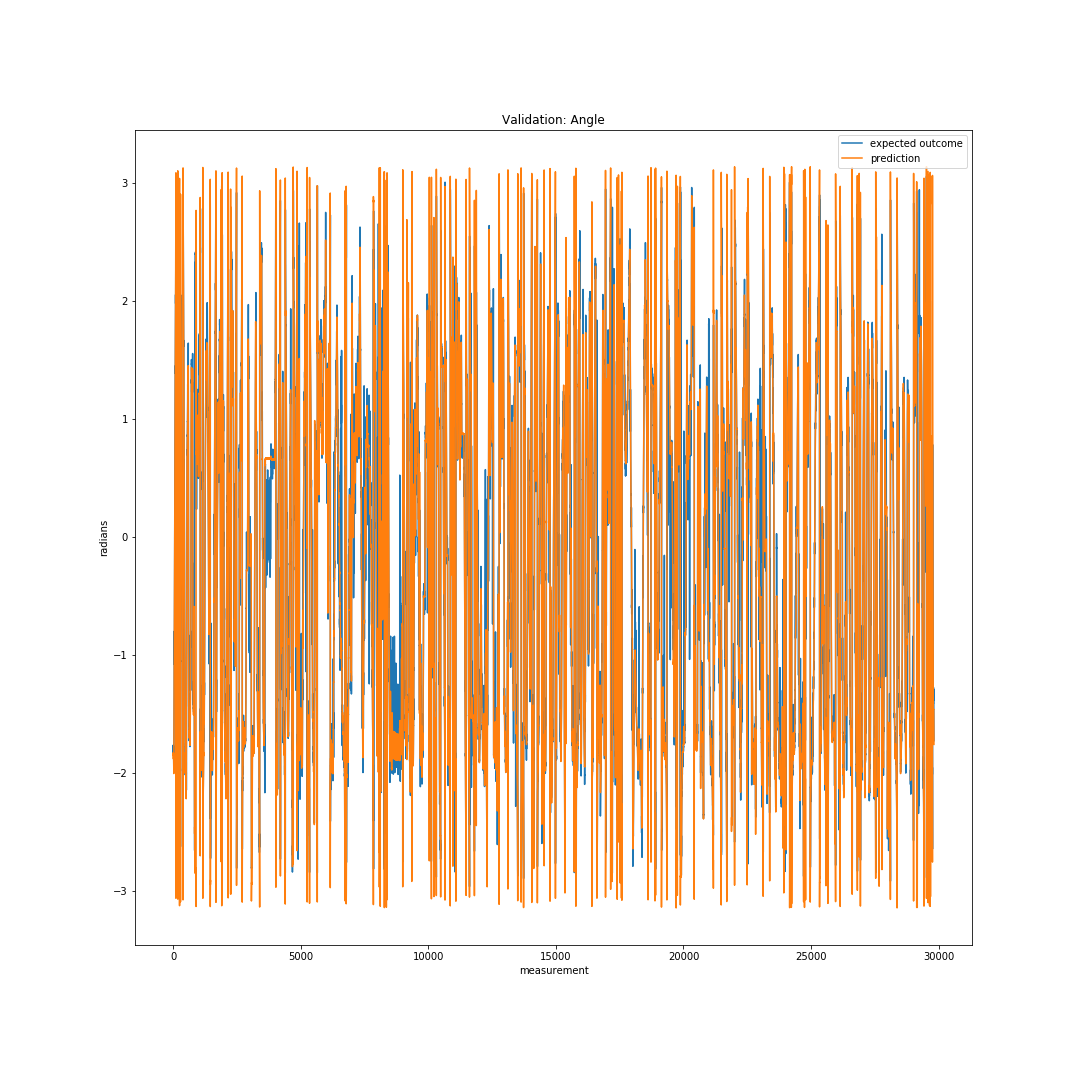 Validation: Angle
expected outcome
prediction
3
2
1
0
−1
−2
−3
radians
0
5000
10000
15000
20000
25000
30000
measurement